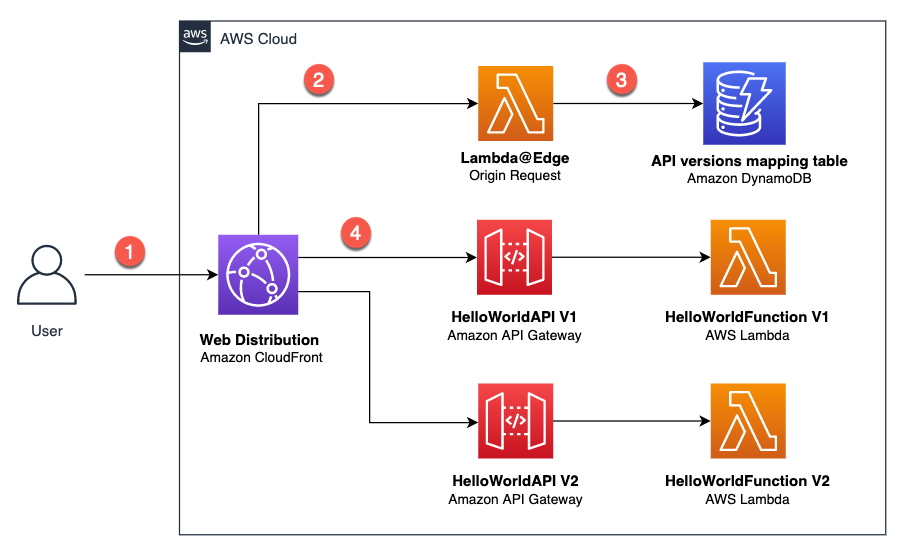 aws
AWS Cloud
2
3
Lambda@Edge
Origin Request
API versions mapping table
Amazon DynamoDB
1
4
User
Web Distribution
Amazon CloudFront
</>
HelloWorldAPI V1
Amazon API Gateway
HelloWorldFunction V1
AWS Lambda
</>
HelloWorldAPI V2
Amazon API Gateway
HelloWorldFunction V2
AWS Lambda